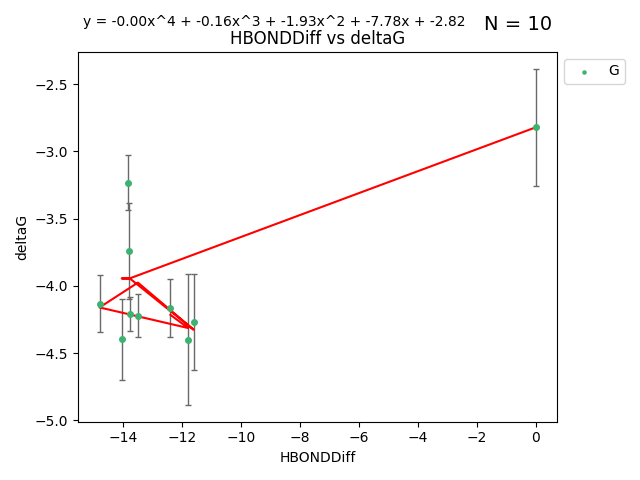 y = -0.00x^4 + -0.16x^3 + -1.93x^2 + -7.78x + -2.82
N = 10
HBONDDiff vs deltaG
G
−2.5
−3.0
−3.5
−4.0
−4.5
−5.0
deltaG
−14
−12
−10
−8
−6
−4
−2
0
HBONDDiff